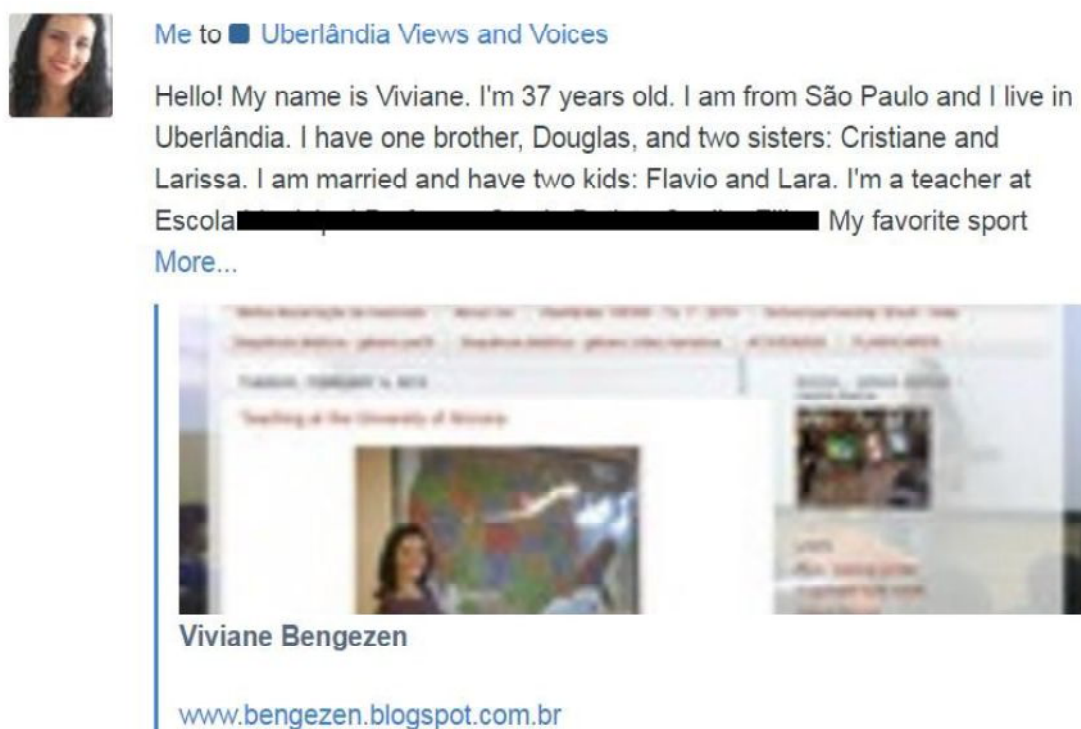 Me to Uberlândia Views and Voices
Hello! My name is Viviane. I'm 37 years old. I am from São Paulo and I live in
Uberlândia. I have one brother, Douglas, and two sisters: Cristiane and
Larissa. I am married and have two kids: Flavio and Lara. I'm a teacher at
Escola My favorite sport
More...
Teaching at the University of Arizona
Viviane Bengezen
www.bengezen.blogspot.com.br